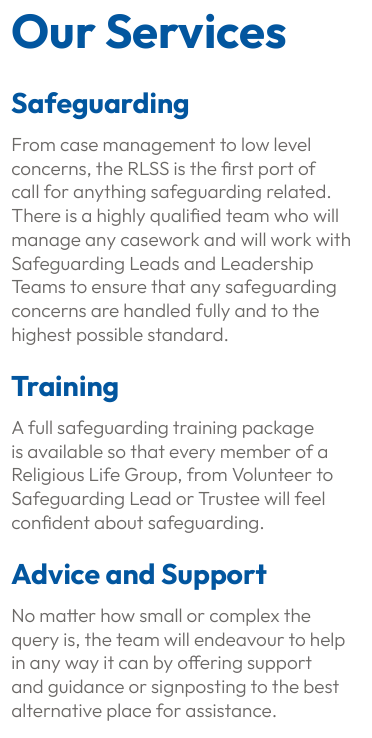 Our Services
Safeguarding
From case management to low level
concerns, the RLSS is the first port of
call for anything safeguarding related.
There is a highly qualified team who will
manage any casework and will work with
Safeguarding Leads and Leadership
Teams to ensure that any safeguarding
concerns are handled fully and to the
highest possible standard.
Training
A full safeguarding training package
is available so that every member of a
Religious Life Group, from Volunteer to
Safeguarding Lead or Trustee will feel
confident about safeguarding.
Advice and Support
No matter how small or complex the
query is, the team will endeavour to help
in any way it can by offering support
and guidance or signposting to the best
alternative place for assistance.